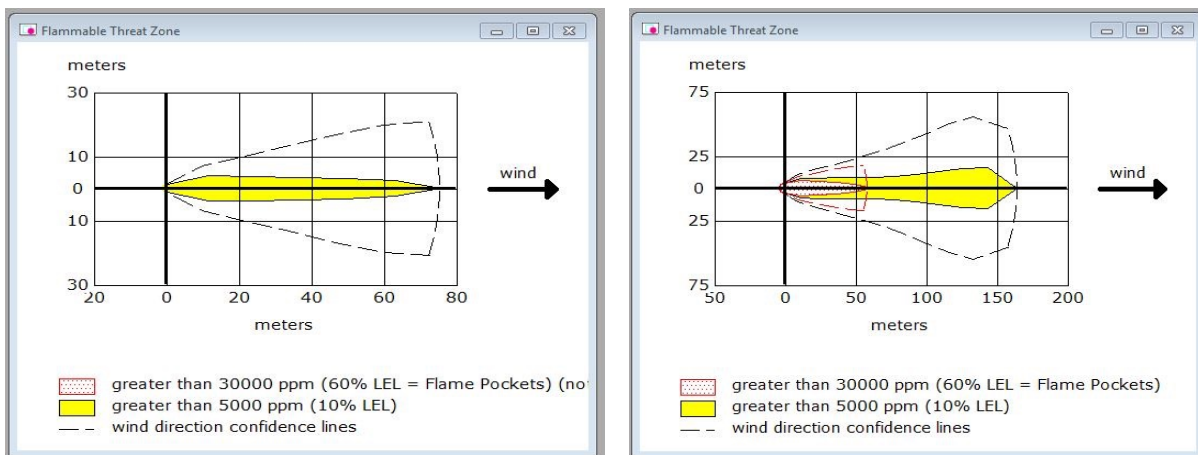 Flammable Threat Zone
meters
30
10
0
10
30
20 0 20 40 60 80
meters
wind
greater than 30000 ppm (60% LEL = Flame Pockets) (no
greater than 5000 ppm (10% LEL)
wind direction confidence lines
Flammable Threat Zone
meters
75
25
0
25
75
50 0 50 100 150 200
meters
wind
greater than 30000 ppm (60% LEL = Flame Pockets)
greater than 5000 ppm (10% LEL)
wind direction confidence lines